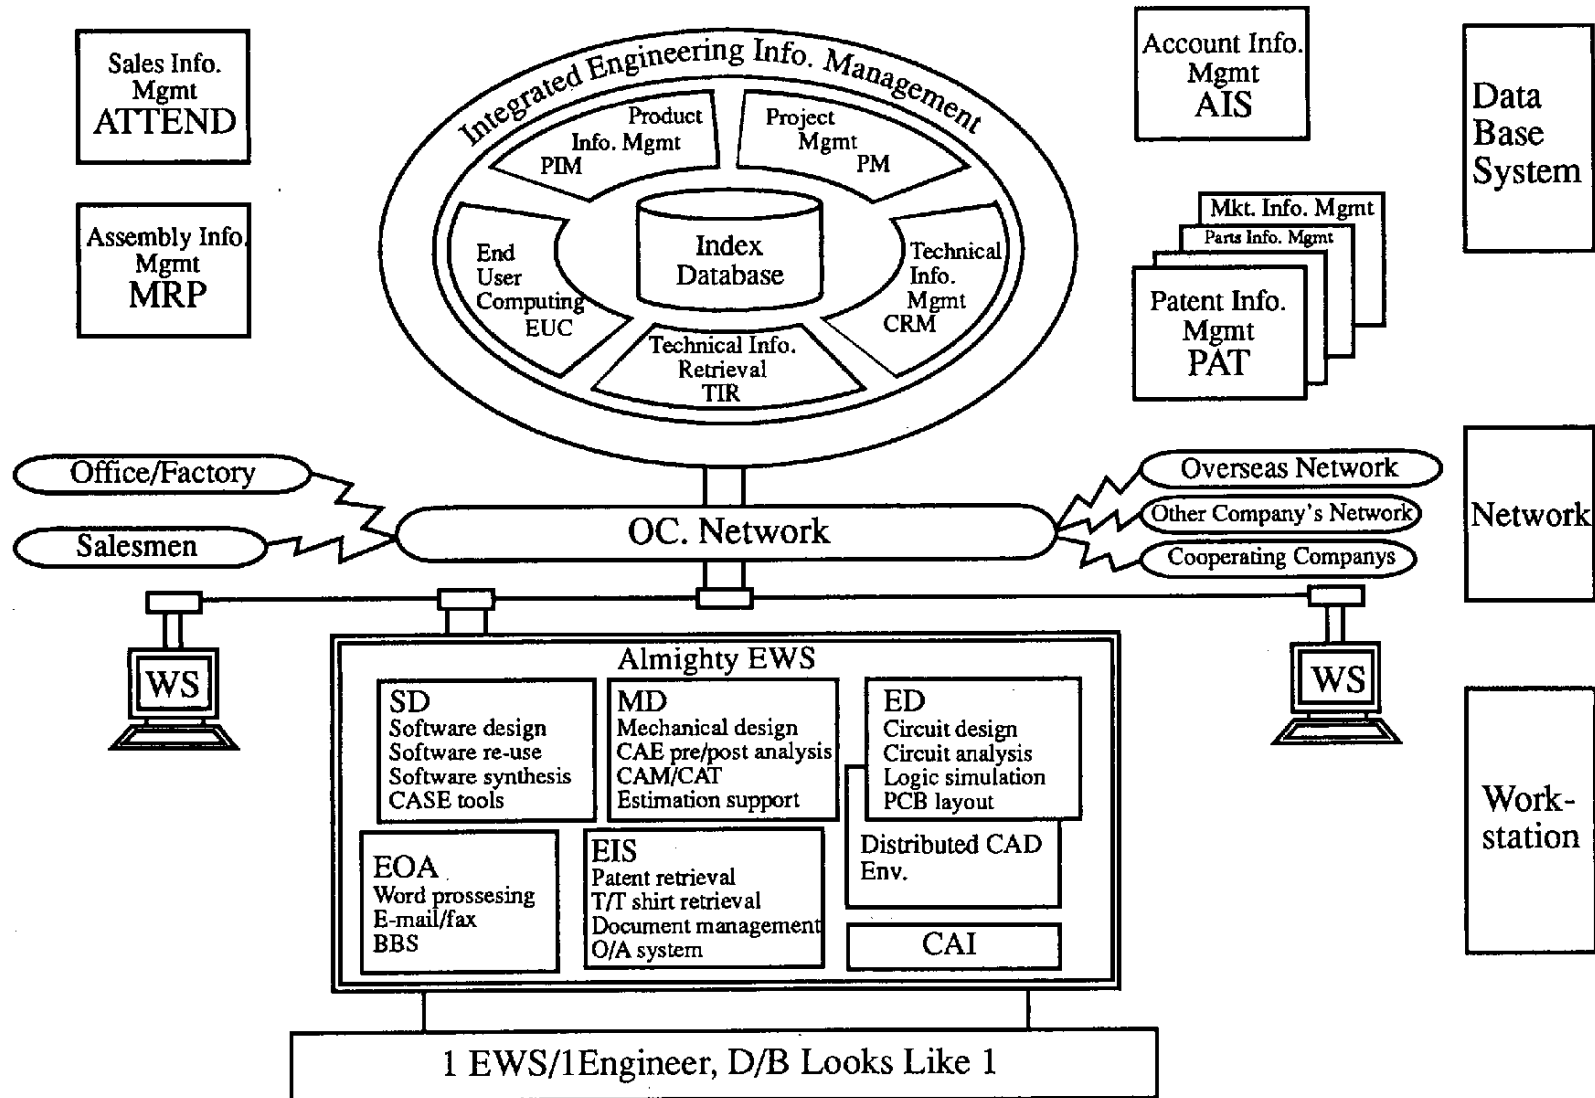 Sales Info.
Mgmt
ATTEND
Assembly Info.
Mgmt
MRP
Integrated Engineering Info. Management
Product
Info. Mgmt
PIM
Project
Mgmt
PM
End
User
Computing
EUC
Index
Database
Technical
Info.
Mgmt
CRM
Technical Info.
Retrieval
TIR
Account Info.
Mgmt
AIS
Mkt. Info. Mgmt
Parts Info. Mgmt
Patent Info.
Mgmt
PAT
Data
Base
System
Office/Factory
Salesmen
OC. Network
Overseas Network
Other Company's Network
Cooperating Companys
Network
WS
Almighty EWS
SD
Software design
Software re-use
Software synthesis
CASE tools
MD
Mechanical design
CAE pre/post analysis
CAM/CAT
Estimation support
ED
Circuit design
Circuit analysis
Logic simulation
PCB layout
Distributed CAD
Env.
EOA
Word prossesing
E-mail/fax
BBS
EIS
Patent retrieval
T/T shirt retrieval
Document management
O/A system
CAI
WS
Work-
station
1 EWS/1Engineer, D/B Looks Like 1